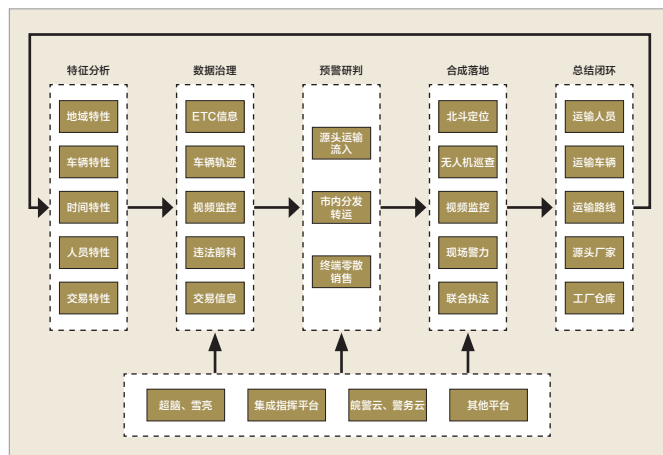 特征分析
地域特性
车辆特性
时间特性
人员特性
交易特性
数据治理
ETC信息
车辆轨迹
视频监控
违法前科
交易信息
预警研判
源头运输
流入
市内分发
转运
终端零散
销售
合成落地
北斗定位
无人机巡查
视频监控
现场警力
联合执法
总结闭环
运输人员
运输车辆
运输路线
源头厂家
工厂仓库
超脑、雪亮
集成指挥平台
皖警云、警务云
其他平台